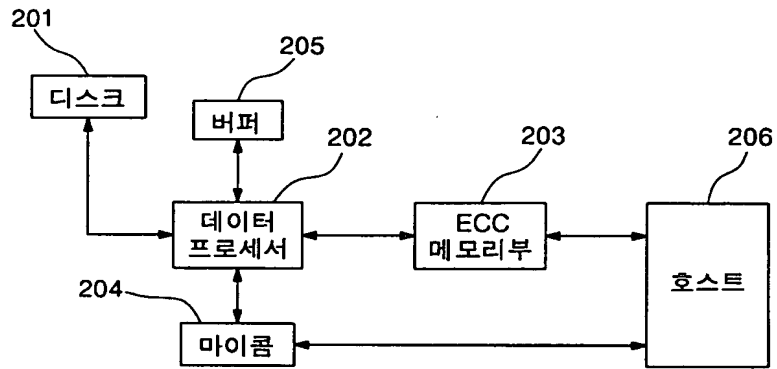 201
디스크
205
버퍼
202
데이터
프로세서
203
ECC
메모리부
206
호스트
204
마이콤